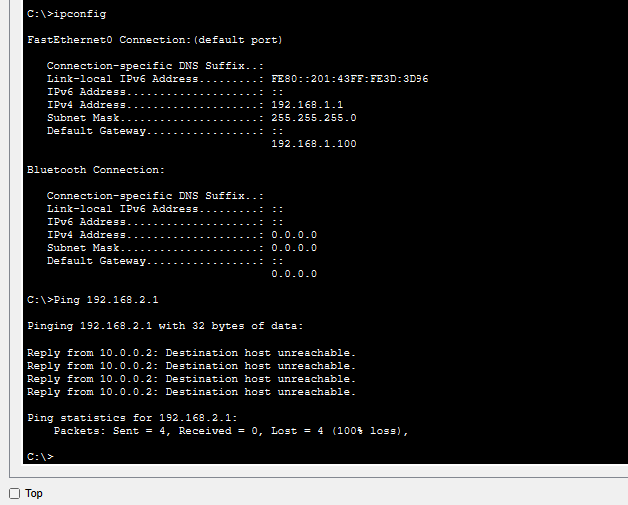 C:\>ipconfig
FastEthernet0 Connection:(default port)
Connection-specific DNS Suffix..:
Link-local IPv6 Address.........: FE80::201:43FF:FE3D:3D96
IPv6 Address....................: ::
IPv4 Address....................: 192.168.1.1
Subnet Mask.....................: 255.255.255.0
Default Gateway.................: ::
192.168.1.100
Bluetooth Connection:
Connection-specific DNS Suffix..:
Link-local IPv6 Address.........: ::
IPv6 Address....................: ::
IPv4 Address....................: 0.0.0.0
Subnet Mask.....................: 0.0.0.0
Default Gateway.................: ::
0.0.0.0
C:\>Ping 192.168.2.1
Pinging 192.168.2.1 with 32 bytes of data:
Reply from 10.0.0.2: Destination host unreachable.
Reply from 10.0.0.2: Destination host unreachable.
Reply from 10.0.0.2: Destination host unreachable.
Reply from 10.0.0.2: Destination host unreachable.
Ping statistics for 192.168.2.1:
Packets: Sent = 4, Received = 0, Lost = 4 (100% loss),
C:\>
Top